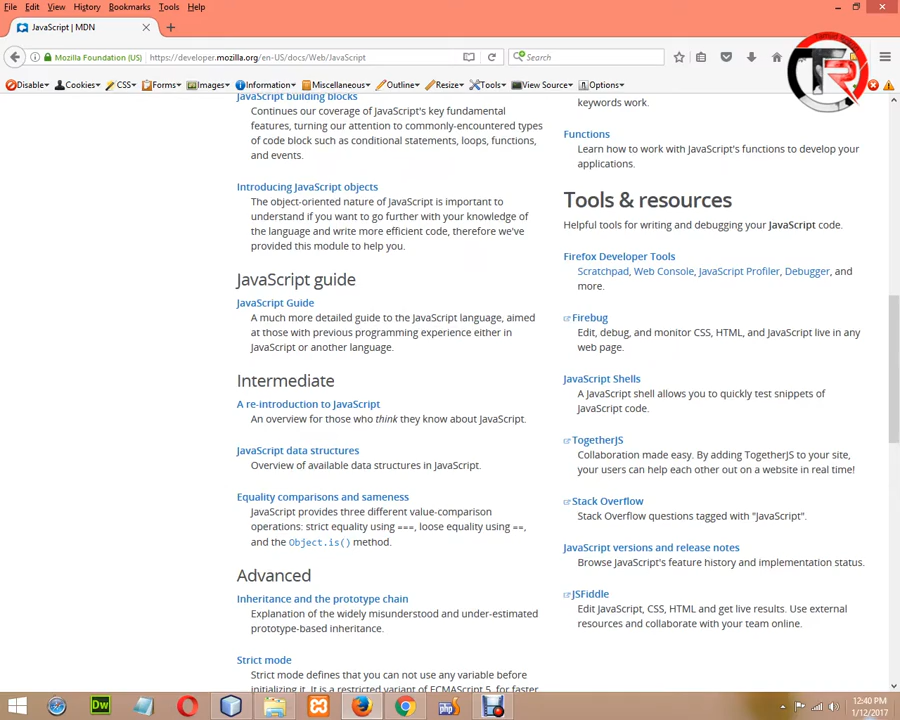 File Edit View History Bookmarks Tools Help
JavaScript | MDN
Mozilla Foundation (US) https://developer.mozilla.org/en-US/docs/Web/JavaScript Search
Disable Cookies CSS Forms Images Information Miscellaneous Outline Resize Tools View Source Options
JavaScript building blocks
Continues our coverage of JavaScript's key fundamental
features, turning our attention to commonly-encountered types
of code block such as conditional statements, loops, functions,
and events.
Introducing JavaScript objects
The object-oriented nature of JavaScript is important to
understand if you want to go further with your knowledge of
the language and write more efficient code, therefore we've
provided this module to help you.
JavaScript guide
JavaScript Guide
A much more detailed guide to the JavaScript language, aimed
at those with previous programming experience either in
JavaScript or another language.
Intermediate
A re-introduction to JavaScript
An overview for those who think they know about JavaScript.
JavaScript data structures
Overview of available data structures in JavaScript.
Equality comparisons and sameness
JavaScript provides three different value-comparison
operations: strict equality using ===, loose equality using ==,
and the Object.is() method.
Advanced
Inheritance and the prototype chain
Explanation of the widely misunderstood and under-estimated
prototype-based inheritance.
Strict mode
Strict mode defines that you can not use any variable before
initializing it. It is a restricted variant of ECMAScript 5, for faster
keywords work.
Functions
Learn how to work with JavaScript's functions to develop your
applications.
Tools & resources
Helpful tools for writing and debugging your JavaScript code.
Firefox Developer Tools
Scratchpad, Web Console, JavaScript Profiler, Debugger, and
more.
Firebug
Edit, debug, and monitor CSS, HTML, and JavaScript live in any
web page.
JavaScript Shells
A JavaScript shell allows you to quickly test snippets of
JavaScript code.
TogetherJS
Collaboration made easy. By adding TogetherJS to your site,
your users can help each other out on a website in real time!
Stack Overflow
Stack Overflow questions tagged with "JavaScript".
JavaScript versions and release notes
Browse JavaScript's feature history and implementation status.
JSFiddle
Edit JavaScript, CSS, HTML and get live results. Use external
resources and collaborate with your team online.
Dw
php
12:40 PM
1/12/2017